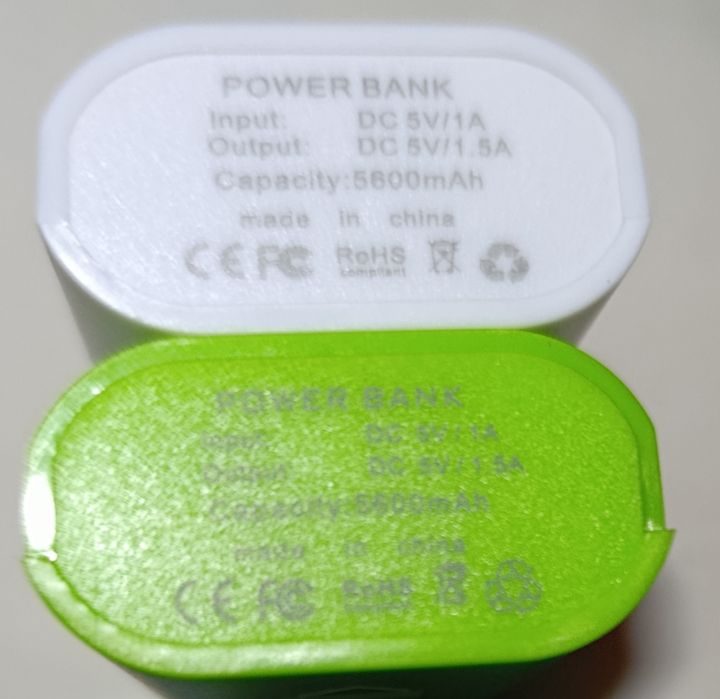 POWER BANK
Input: DC 5V/1A
Output: DC 5V/1.5A
Capacity:5600mAh
made in china
CE FC RoHS
compliant
POWER BANK
Input: DC 5V/1A
Output: DC 5V/1.5A
Capacity:5600mAh
made in china
CE FC RoHS